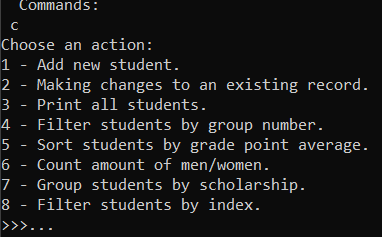 Commands:
c
Choose an action:
1 - Add new student.
2 - Making changes to an existing record.
3 - Print all students.
4 - Filter students by group number.
5 - Sort students by grade point average.
6 - Count amount of men/women.
7 - Group students by scholarship.
8 - Filter students by index.
>>>...